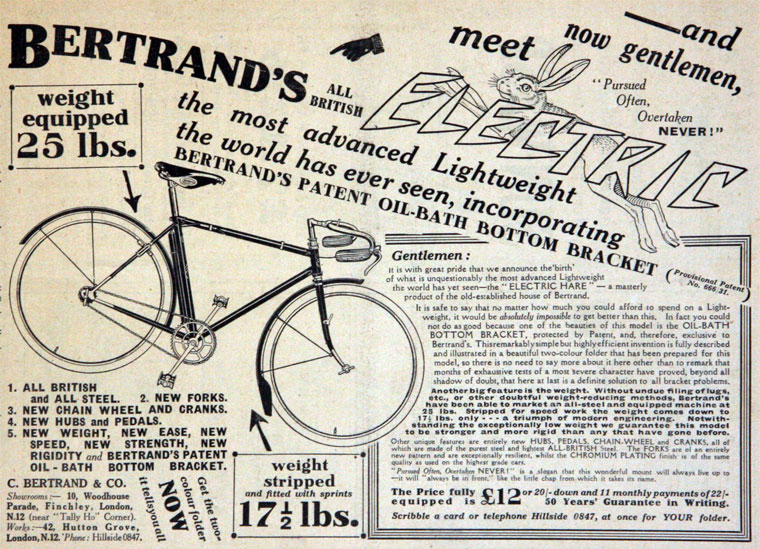 BERTRAND'S
ALL
BRITISH
meet
now gentlemen,
—and
"Pursued
Often,
Overtaken
NEVER!"
ELECTRIC
the most advanced Lightweight
the world has ever seen, incorporating
BERTRAND'S PATENT OIL-BATH BOTTOM BRACKET
(Provisional Patent
No. 666/31.)
weight
equipped
25 lbs.
Gentlemen :
It is with great pride that we announce the 'birth'
of what is unquestionably the most advanced Lightweight
the world has yet seen—the "ELECTRIC HARE" – a masterly
product of the old-established house of Bertrand.
It is safe to say that no matter how much you could afford to spend on a Light-
weight, it would be absolutely impossible to get better than this. In fact you could
not do as good because one of the beauties of this model is the OIL-BATH
BOTTOM BRACKET, protected by Patent, and, therefore, exclusive to
Bertrand's. This remarkably simple but highly efficient invention is fully described
and illustrated in a beautiful two-colour folder that has been prepared for this
model, so there is no need to say more about it here other than to remark that
months of exhaustive tests of a most severe character have proved, beyond all
shadow of doubt, that here at last is a definite solution to all bracket problems.
Another big feature is the weight. Without undue filing of lugs,
etc., or other doubtful weight-reducing methods, Bertrand's
have been able to market an all-steel and equipped machine at
25 lbs. Stripped for speed work the weight comes down to
17½ lbs. only - - - a triumph of modern engineering. Notwith-
standing the exceptionally low weight we guarantee this model
to be stronger and more rigid than any that have gone before.
Other unique features are entirely new HUBS, PEDALS, CHAIN-WHEEL and CRANKS, all of
which are made of the purest steel and lightest ALL-BRITISH Steel. The FORKS are of an entirely
new pattern and are exceptionally resilient, whilst the CHROMIUM PLATING finish is of the same
quality as used on the highest grade cars.
"Pursued Often, Overtaken NEVER!" is a slogan that this wonderful mount will always live up to
—it will "always be in front," like the little chap from which it takes its name.
The Price fully
equipped is £12 or 20/- down and 11 monthly payments of 22/-
50 Years' Guarantee in Writing.
Scribble a card or telephone Hillside 0847, at once for YOUR folder.
1. ALL BRITISH
and ALL STEEL. 2. NEW FORKS.
3. NEW CHAIN WHEEL AND CRANKS.
4. NEW HUBS and PEDALS.
5. NEW WEIGHT, NEW EASE, NEW
SPEED, NEW STRENGTH, NEW
RIGIDITY and BERTRAND'S PATENT
OIL - BATH BOTTOM BRACKET.
C. BERTRAND & CO.
Showrooms :– 10, Woodhouse
Parade, Finchley, London,
N.12 (near "Tally Ho" Corner).
Works :–42, Hutton Grove,
London, N.12. 'Phone : Hillside 0847.
Get the two-
colour folder
NOW
it tells you all
weight
stripped
and fitted with sprints
17½ lbs.